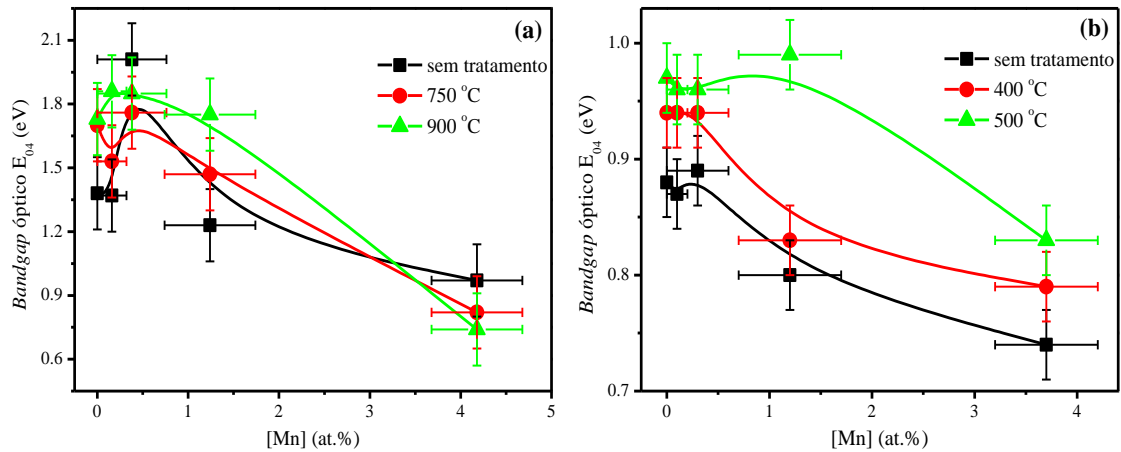 (a)
sem tratamento
750 °C
900 °C
Bandgap óptico E₀₄ (eV)
2.1
1.8
1.5
1.2
0.9
0.6
0 1 2 3 4 5
[Mn] (at.%)
(b)
sem tratamento
400 °C
500 °C
Bandgap óptico E₀₄ (eV)
1.0
0.9
0.8
0.7
0 1 2 3 4
[Mn] (at.%)